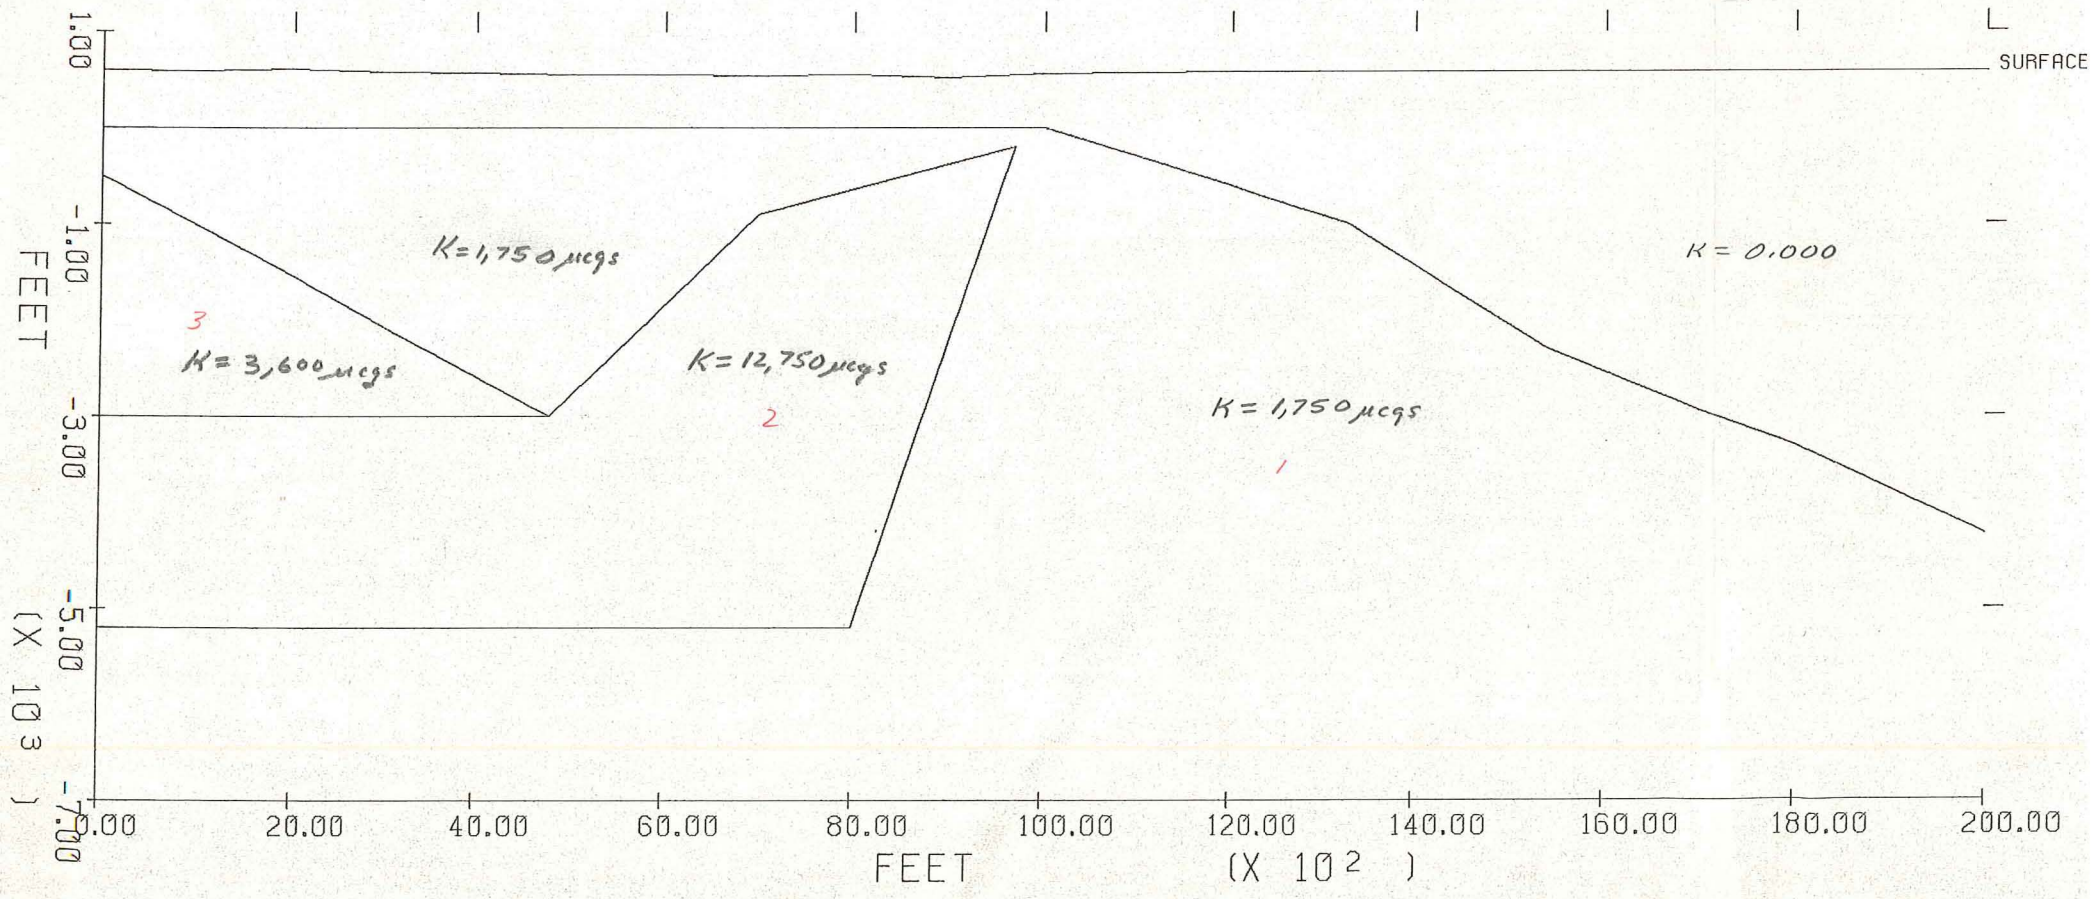 1.00
SURFACE
-1.00
K=1,750 µcgs
K = 0.000
FEET
3
K= 3,600 µcgs
K= 12,750 µcgs
K = 1,750 µcgs
-3.00
2
1
-5.00
(X 10 3 )
-7.00
0.00 20.00 40.00 60.00 80.00 100.00 120.00 140.00 160.00 180.00 200.00
FEET (X 10 2 )